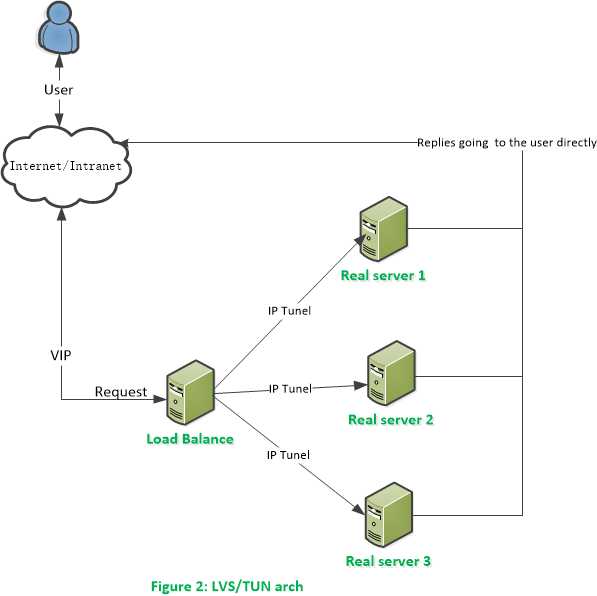 User
Replies going to the user directly
Internet/Intranet
Real server 1
IP Tunel
VIP
Request
IP Tunel
Real server 2
Load Balance
IP Tunel
Real server 3
Figure 2: LVS/TUN arch